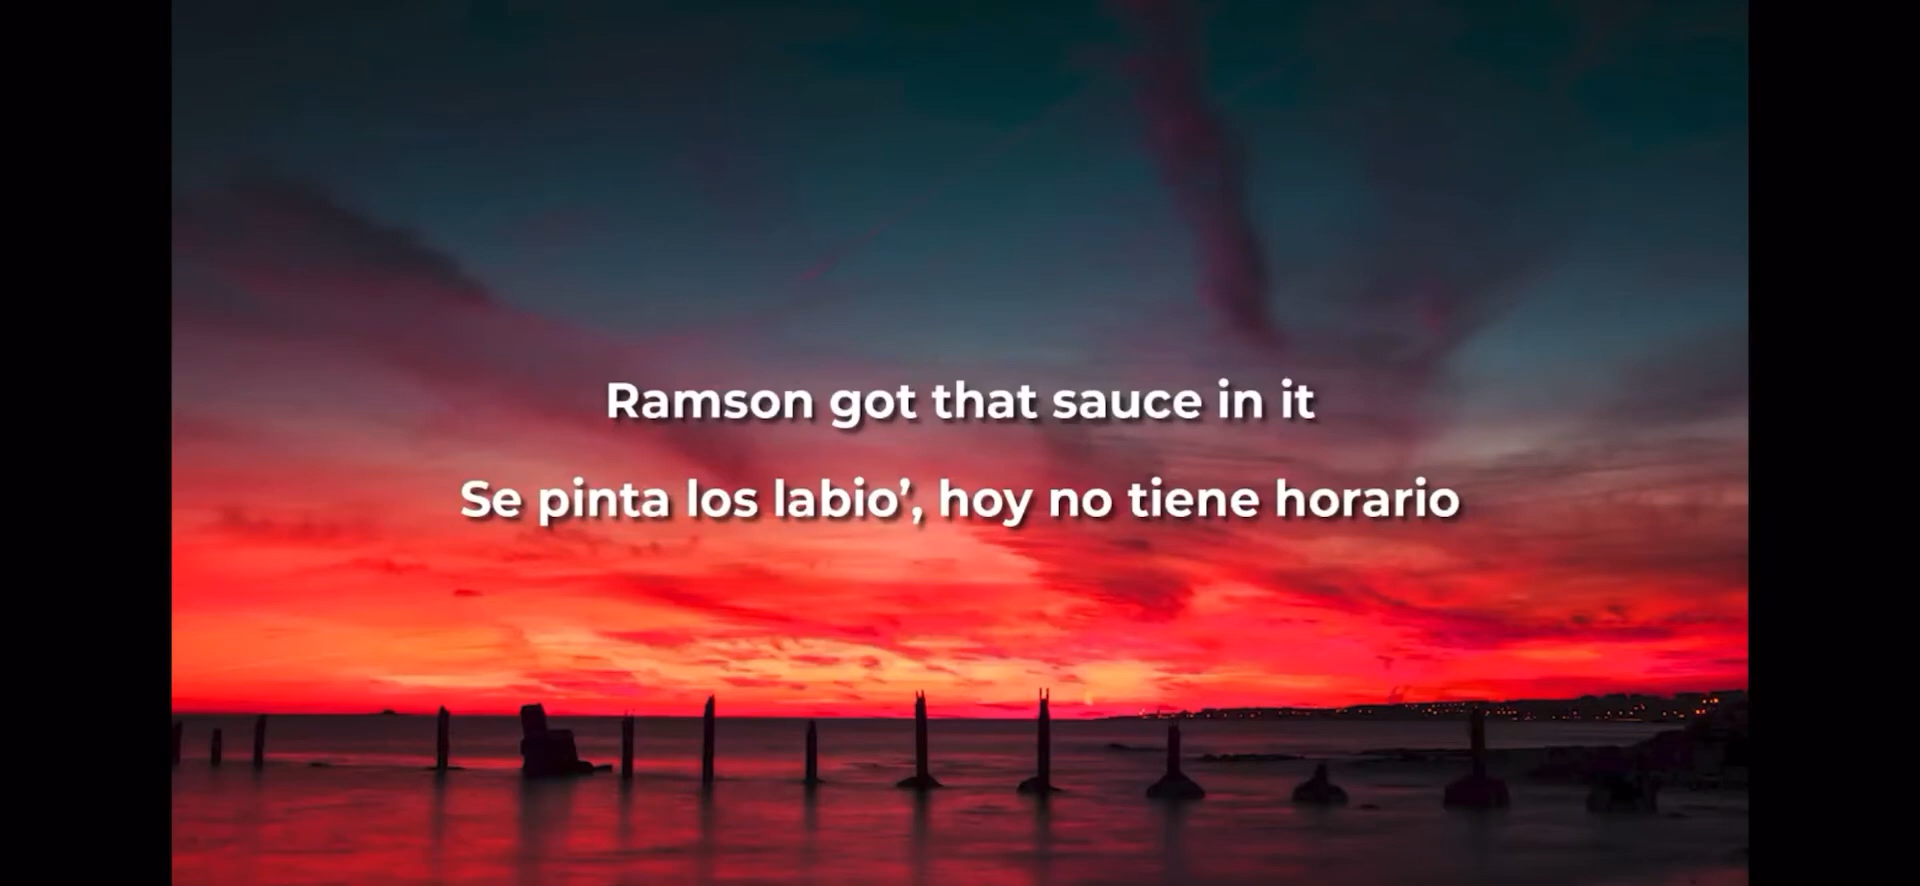 Ramson got that sauce in it
Se pinta los labio’, hoy no tiene horario